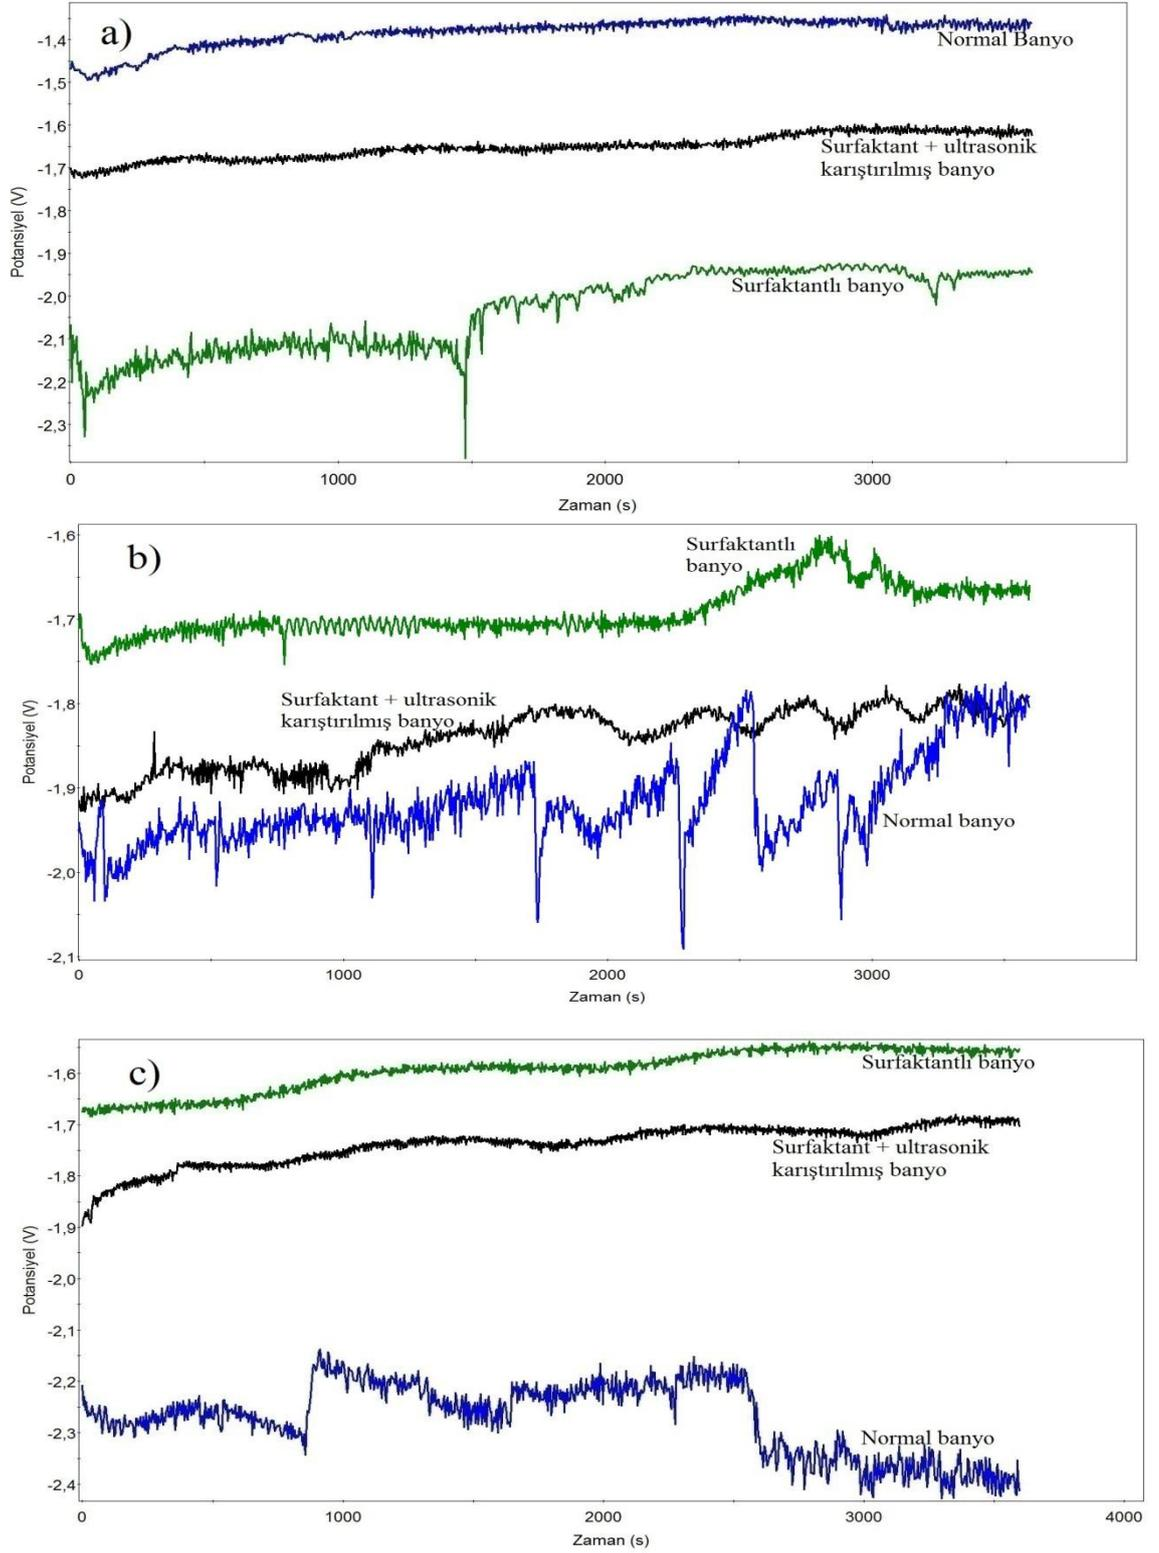 a)
-1,4
Normal Banyo
-1,5
-1,6
Surfaktant + ultrasonik
karıştırılmış banyo
-1,7
-1,8
-1,9
Surfaktantlı banyo
-2,0
-2,1
-2,2
-2,3
Potansiyel (V)
0 1000 2000 3000
Zaman (s)
b)
-1,6
Surfaktantlı
banyo
-1,7
Surfaktant + ultrasonik
karıştırılmış banyo
-1,8
-1,9
Normal banyo
-2,0
-2,1
Potansiyel (V)
0 1000 2000 3000
Zaman (s)
c)
-1,6
Surfaktantlı banyo
-1,7
Surfaktant + ultrasonik
karıştırılmış banyo
-1,8
-1,9
-2,0
-2,1
-2,2
-2,3
Normal banyo
-2,4
Potansiyel (V)
0 1000 2000 3000 4000
Zaman (s)